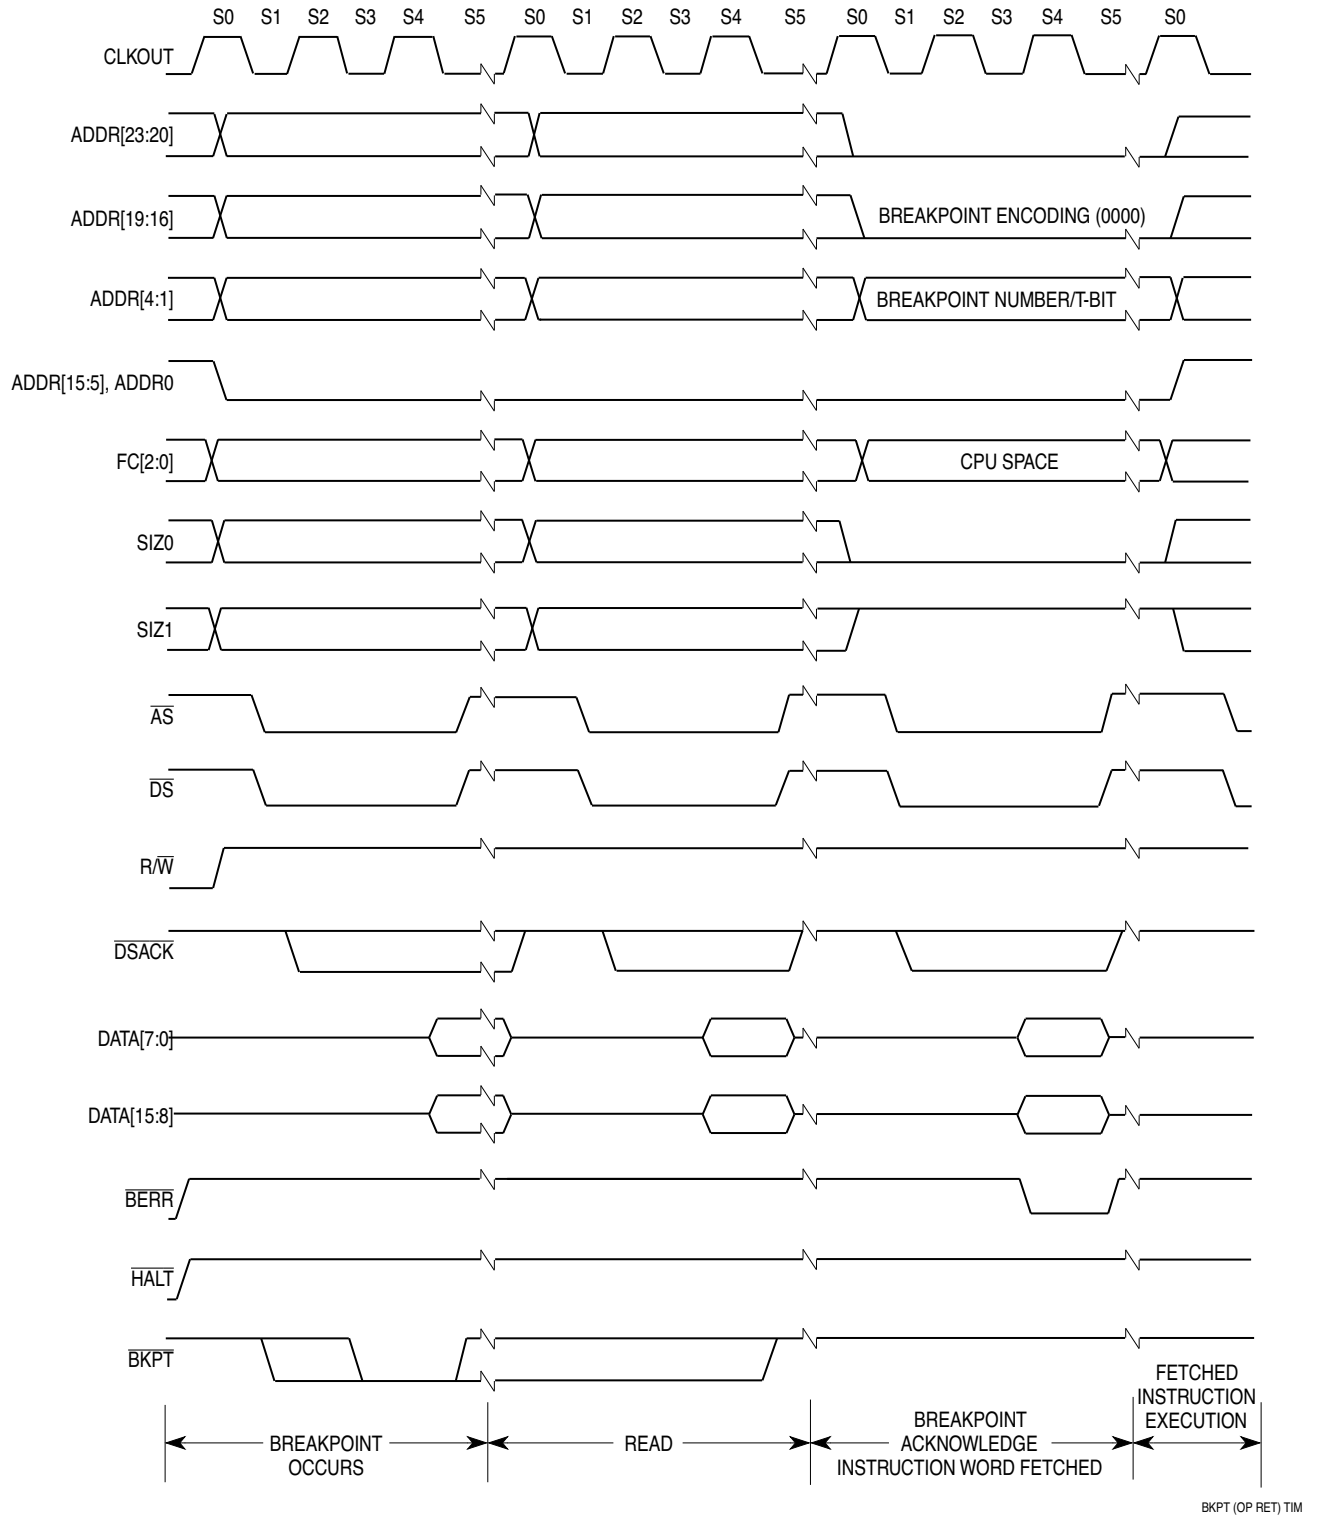 S0 S1 S2 S3 S4 S5 S0 S1 S2 S3 S4 S5 S0 S1 S2 S3 S4 S5 S0
CLKOUT
ADDR[23:20]
ADDR[19:16]
BREAKPOINT ENCODING (0000)
ADDR[4:1]
BREAKPOINT NUMBER/T-BIT
ADDR[15:5], ADDR0
FC[2:0]
CPU SPACE
SIZ0
SIZ1
AS
DS
R/W
DSACK
DATA[7:0]
DATA[15:8]
BERR
HALT
BKPT
BREAKPOINT
OCCURS
READ
BREAKPOINT
ACKNOWLEDGE
INSTRUCTION WORD FETCHED
FETCHED
INSTRUCTION
EXECUTION
BKPT (OP RET) TIM